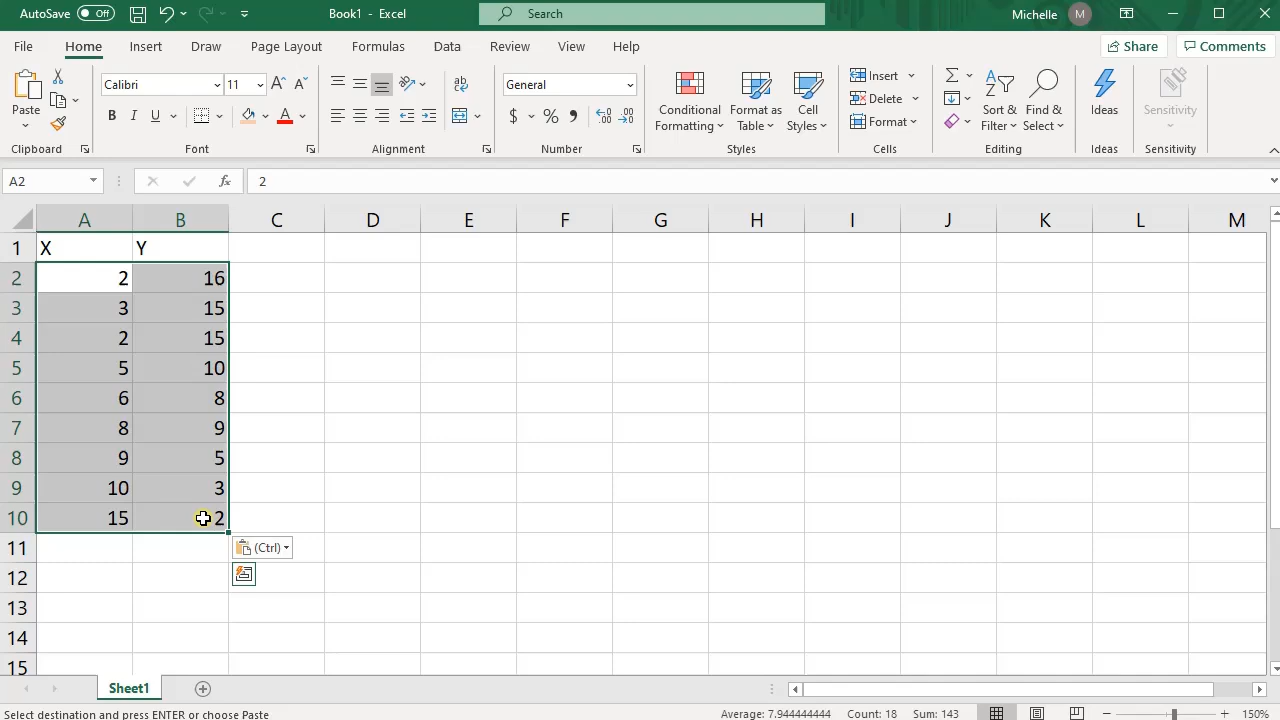 AutoSave Off Book1 - Excel Search Michelle M
File Home Insert Draw Page Layout Formulas Data Review View Help Share Comments
Paste Calibri 11 General Conditional Formatting Format as Table Cell Styles Insert Delete Format Sort & Filter Find & Select Ideas Sensitivity
B I U A $ % 
Clipboard Font Alignment Number Styles Cells Editing Ideas Sensitivity
A2 fx 2
A B C D E F G H I J K L M
1 X Y
2 2 16
3 3 15
4 2 15
5 5 10
6 6 8
7 8 9
8 9 5
9 10 3
10 15 2
11 (Ctrl)
12
13
14
15
Sheet1
Select destination and press ENTER or choose Paste Average: 7.944444444 Count: 18 Sum: 143 150%